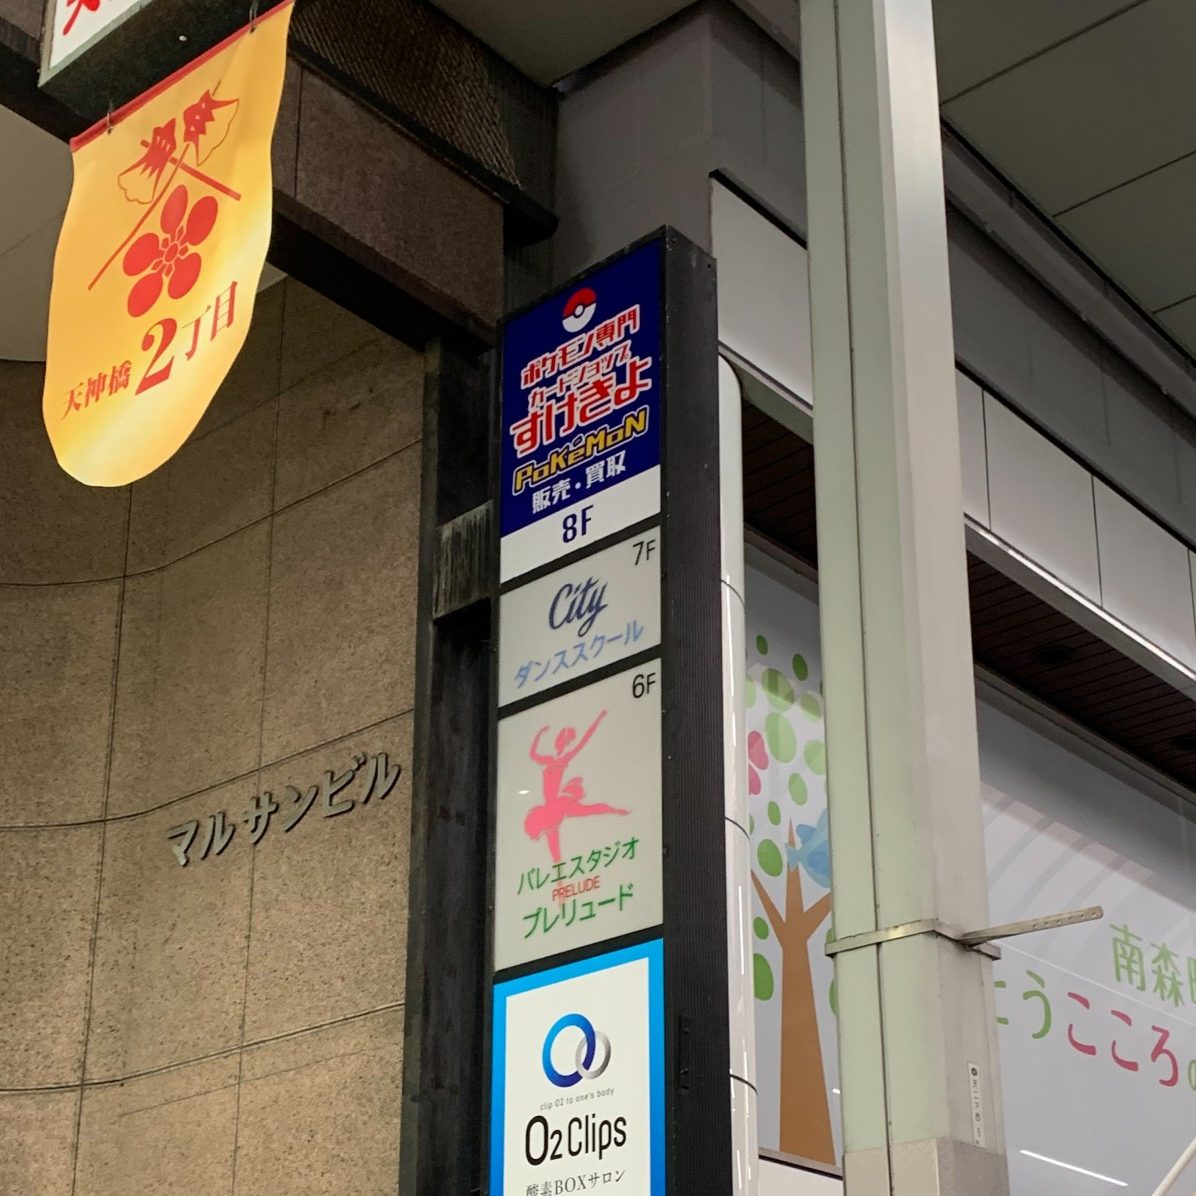 天神橋
2丁目
ポケモン専門
カードショップ
すけきよ
POKéMON
販売・買取
8F
7F
City
ダンススクール
6F
バレエスタジオ
PRELUDE
プレリュード
clip O2 to one's body
O2 Clips
酸素BOXサロン
マルサンビル
南森
とうこころの